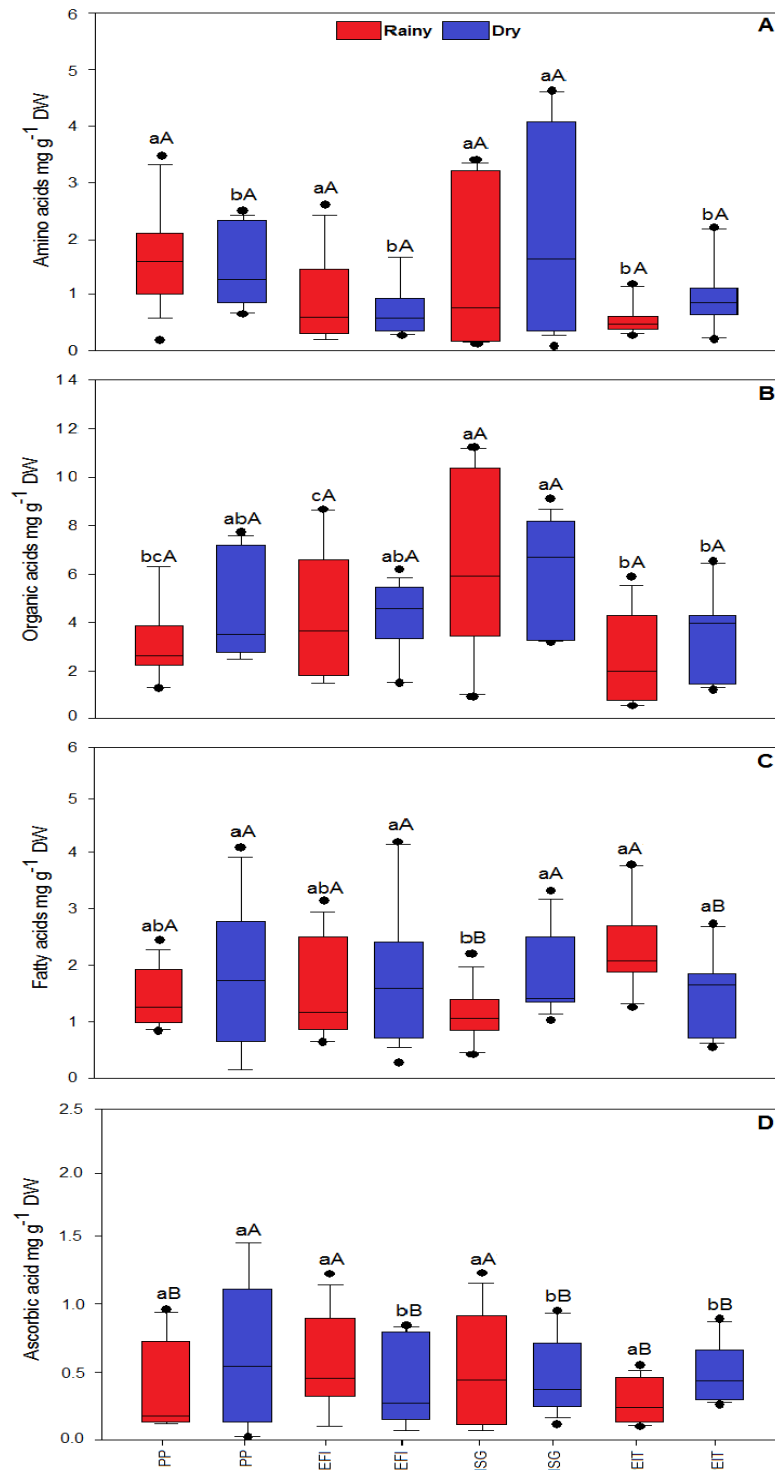 A
Rainy Dry
Amino acids mg g-1 DW
6
5
4
3
2
1
0
aA bA aA bA aA aA bA bA
B
Organic acids mg g-1 DW
14
12
10
8
6
4
2
0
bcA abA cA abA aA aA bA bA
C
Fatty acids mg g-1 DW
6
5
4
3
2
1
0
abA aA abA aA bB aA aA aB
D
Ascorbic acid mg g-1 DW
2.5
2.0
1.5
1.0
0.5
0.0
aB aA aA bB aA bB aB bB
PP PP EFI EFI ISG ISG EIT EIT